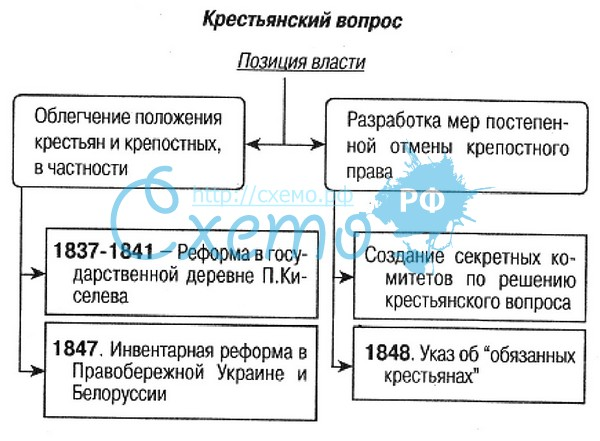 Крестьянский вопрос
Позиция власти
Облегчение положения
крестьян и крепостных,
в частности
Разработка мер постепен-
ной отмены крепостного
права
http://схемо.рф
Схемо
РФ
1837-1841 – Реформа в госу-
дарственной деревне П.Ки-
селева
Создание секретных ко-
митетов по решению
крестьянского вопроса
1847. Инвентарная реформа в
Правобережной Украине и
Белоруссии
1848. Указ об “обязанных
крестьянах”